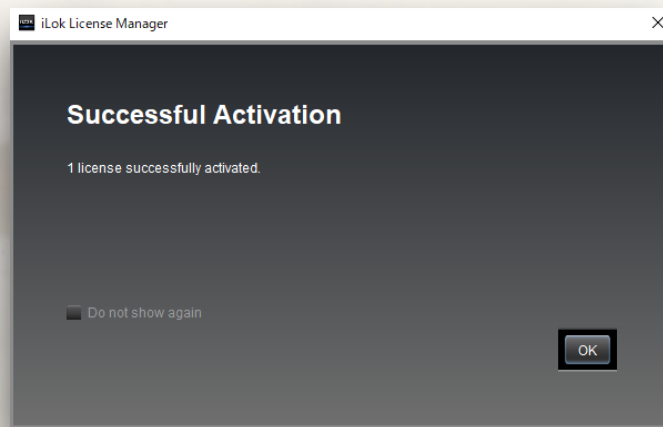 iLok License Manager
Successful Activation
1 license successfully activated.
Do not show again
OK